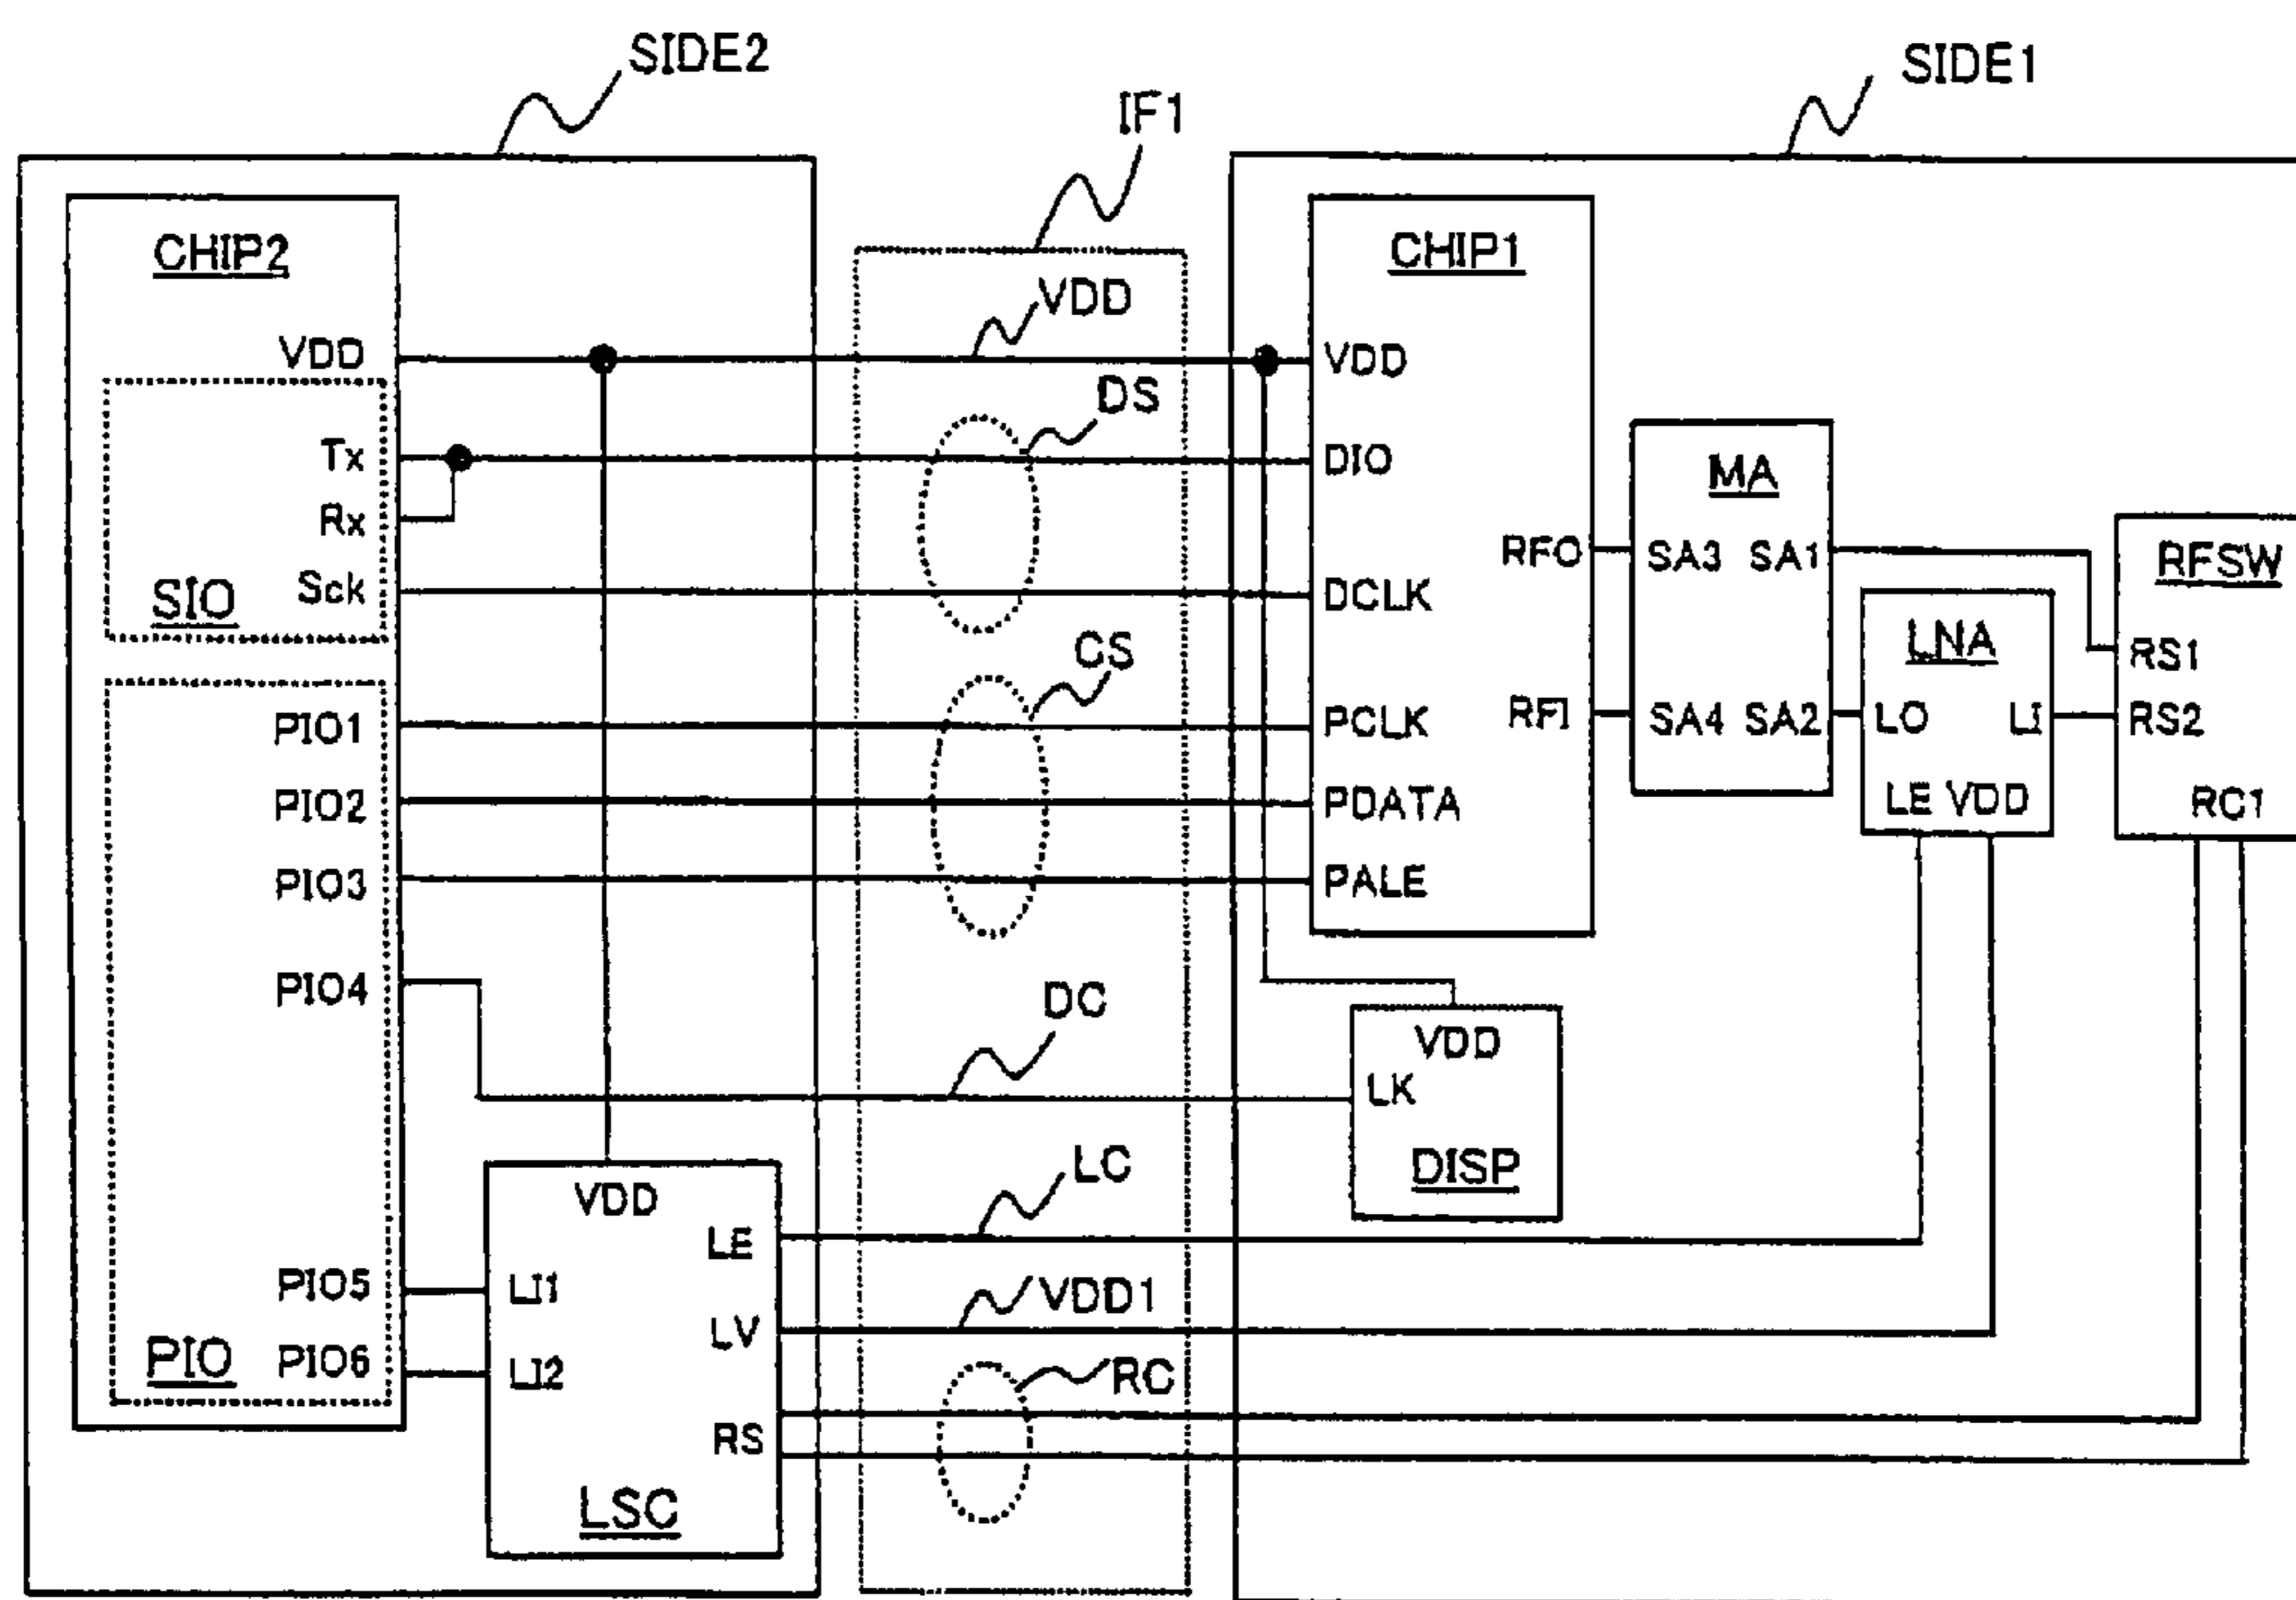 SIDE2
SIDE1
IF1
CHIP2
CHIP1
VDD
VDD
VDD
DS
Tx
DIO
MA
Rx
RFO
SA3 SA1
RFSW
SIO
Sck
DCLK
LNA
RS1
CS
PIO1
PCLK
RFI
SA4 SA2
LO
LI
RS2
PIO2
PDATA
LE VDD
RC1
PIO3
PALE
PIO4
DC
VDD
LK
DISP
LC
VDD
LE
PIO5
LI1
VDD1
LV
PIO
PIO6
LI2
RC
RS
LSC